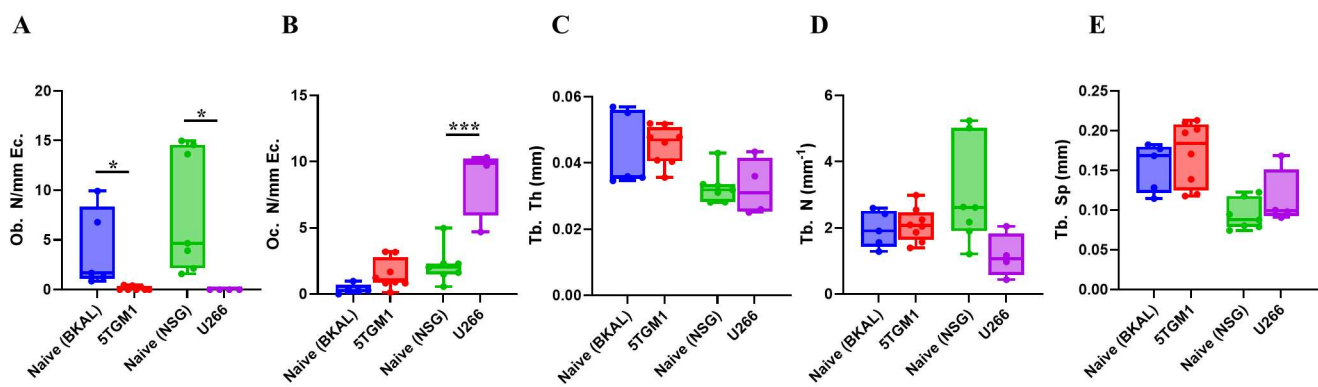 A
B
C
D
E
Ob. N/mm Ec.
20
15
10
5
0
*
*
Naive (BKAL)
5TGM1
Naive (NSG)
U266
Oc. N/mm Ec.
15
10
5
0
***
Naive (BKAL)
5TGM1
Naive (NSG)
U266
Tb. Th (mm)
0.06
0.04
0.02
0.00
Naive (BKAL)
5TGM1
Naive (NSG)
U266
Tb. N (mm⁻¹)
6
4
2
0
Naive (BKAL)
5TGM1
Naive (NSG)
U266
Tb. Sp (mm)
0.25
0.20
0.15
0.10
0.05
0.00
Naive (BKAL)
5TGM1
Naive (NSG)
U266